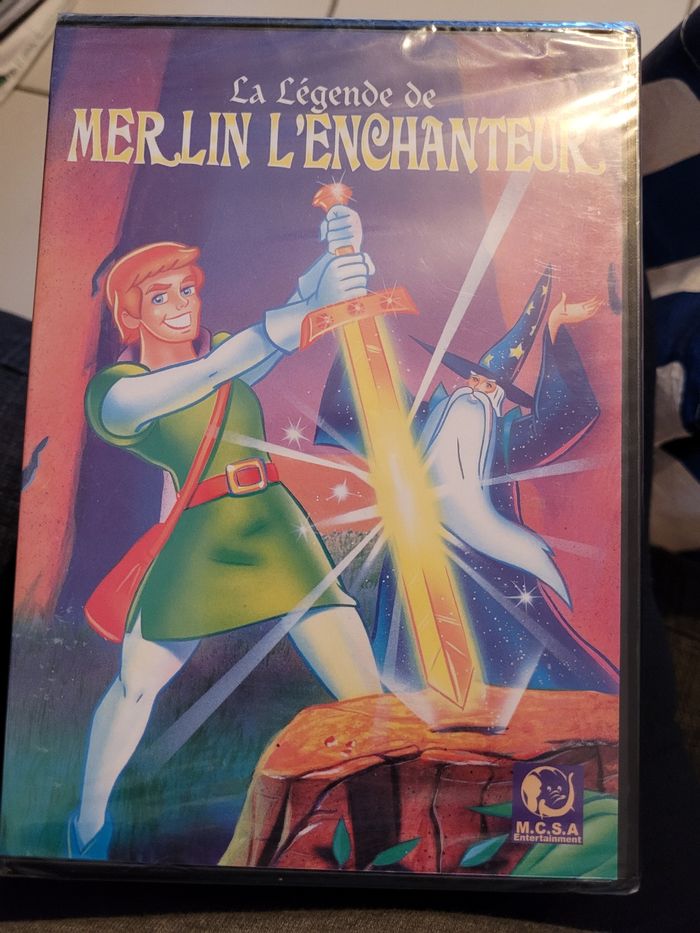 La Légende de
MERLIN L'ENCHANTEUR
M.C.S.A
Entertainment